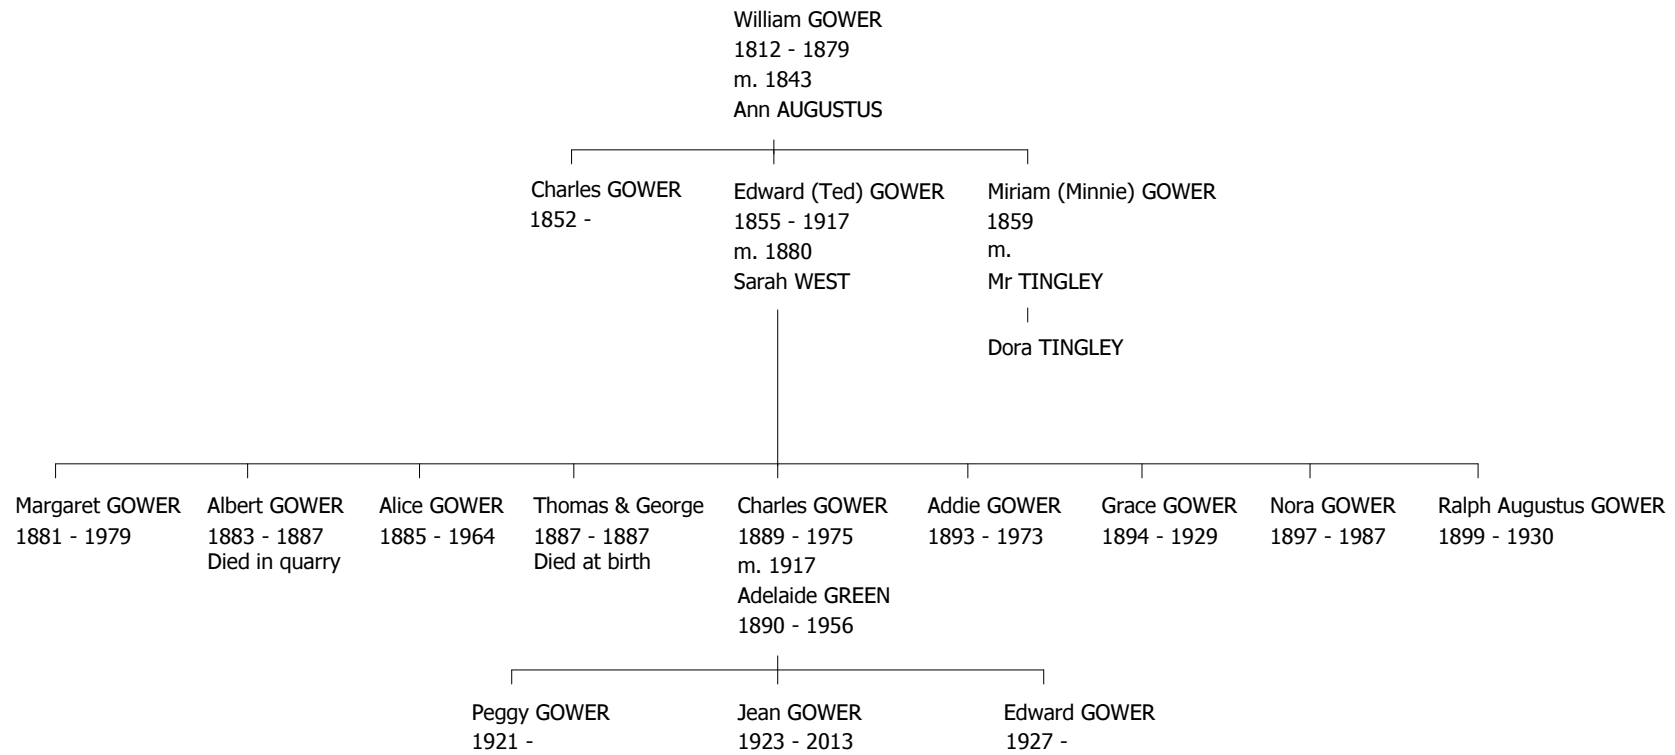 William GOWER
1812 - 1879
m. 1843
Ann AUGUSTUS
Charles GOWER
1852 -
Edward (Ted) GOWER
1855 - 1917
m. 1880
Sarah WEST
Miriam (Minnie) GOWER
1859
m.
Mr TINGLEY
Dora TINGLEY
Margaret GOWER
1881 - 1979
Albert GOWER
1883 - 1887
Died in quarry
Alice GOWER
1885 - 1964
Thomas & George
1887 - 1887
Died at birth
Charles GOWER
1889 - 1975
m. 1917
Adelaide GREEN
1890 - 1956
Addie GOWER
1893 - 1973
Grace GOWER
1894 - 1929
Nora GOWER
1897 - 1987
Ralph Augustus GOWER
1899 - 1930
Peggy GOWER
1921 -
Jean GOWER
1923 - 2013
Edward GOWER
1927 -